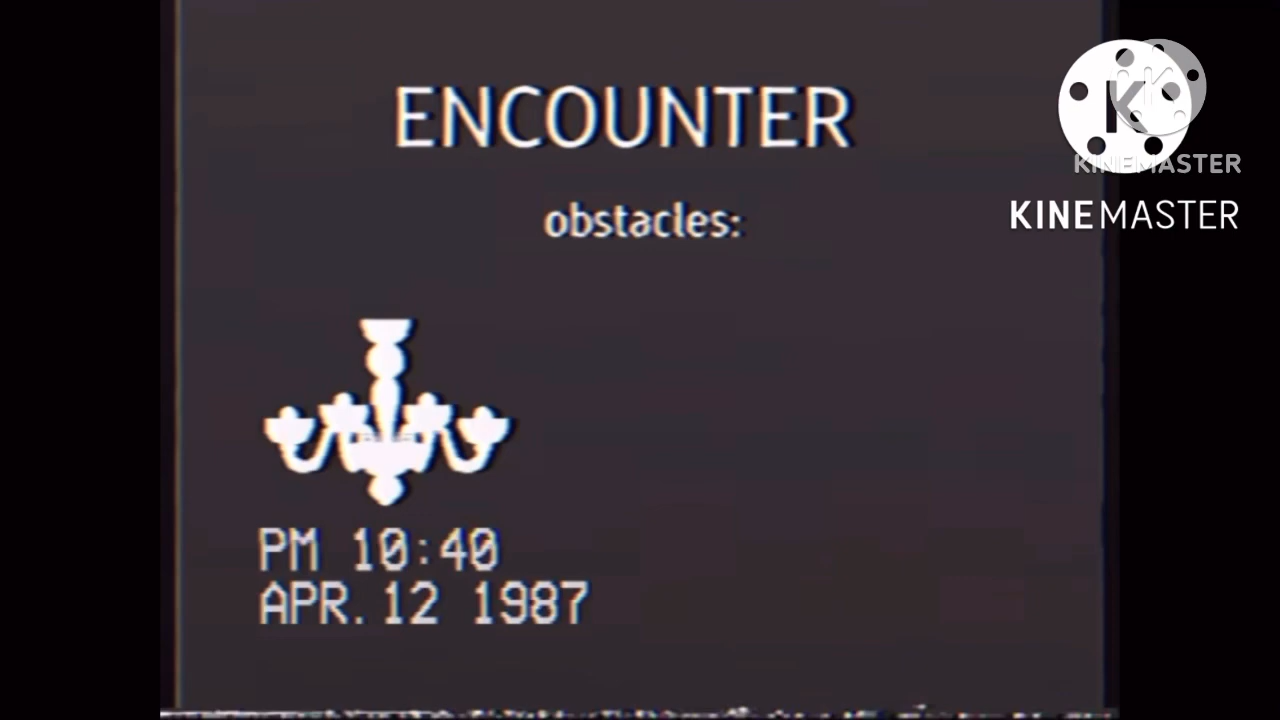 ENCOUNTER
obstacles:
PM 10:40
APR.12 1987
K
K
KINEMASTER
KINEMASTER